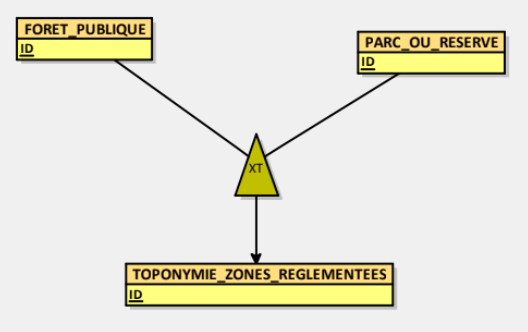 FORET_PUBLIQUE
ID
PARC_OU_RESERVE
ID
XT
TOPONYMIE_ZONES_REGLEMENTEES
ID